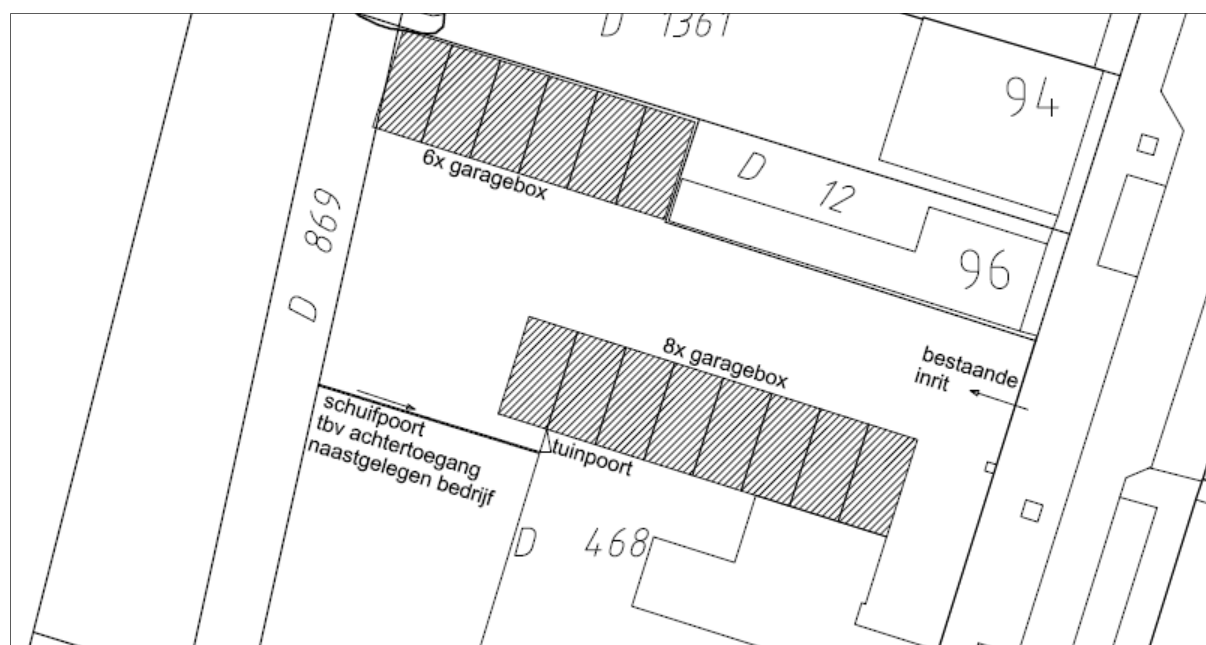 D 1361
94
6x garagebox
D 12
D 869
96
8x garagebox
bestaande
inrit
schuifpoort
tbv achtertoegang
naastgelegen bedrijf
tuinpoort
D 468